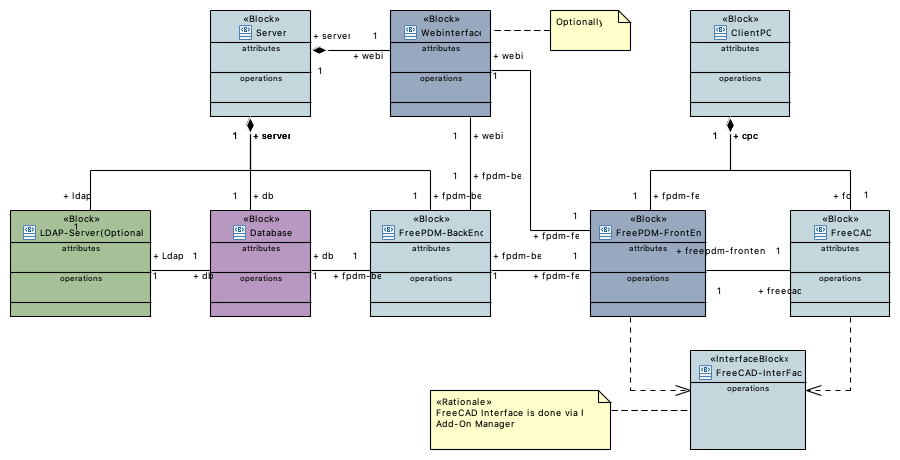 «Block»
Server
attributes
operations
«Block»
Webinterfac
attributes
operations
Optionally
«Block»
ClientPC
attributes
operations
+ server
1
+ webi
1
+ webi
1
1
+ server
1
+ webi
1
+ cpc
1
+ fpdm-be
+ ldap
1
+ db
1
+ fpdm-be
1
+ fpdm-fe
+ fc
1
1
+ fpdm-fe
«Block»
LDAP-Server(Optional
1
attributes
operations
«Block»
Database
attributes
operations
«Block»
FreePDM-BackEnd
attributes
operations
«Block»
FreePDM-FrontEn
attributes
operations
«Block»
FreeCAD
attributes
operations
+ Ldap
1
1
+ db
+ db
1
1
+ fpdm-be
+ fpdm-be
1
1
+ fpdm-fe
+ freepdm-fronten
1
1
+ freecad
«InterfaceBlock»
FreeCAD-InterFac
operations
«Rationale»
FreeCAD Interface is done via
Add-On Manager